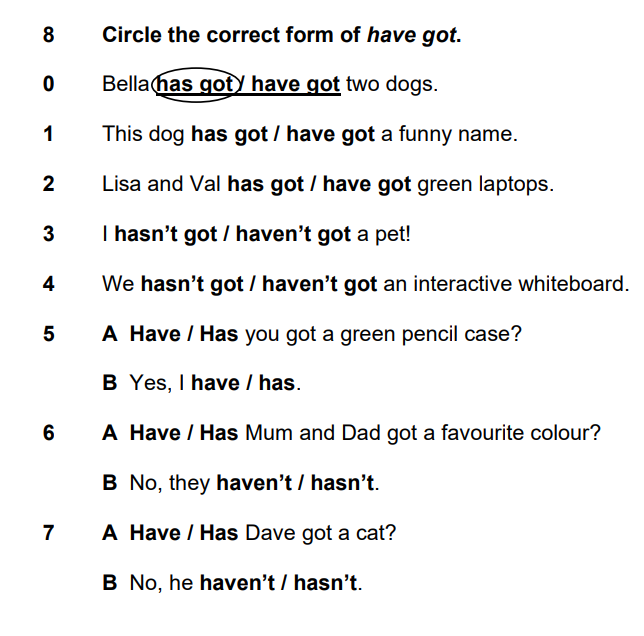 8 Circle the correct form of have got.
0 Bella has got / have got two dogs.
1 This dog has got / have got a funny name.
2 Lisa and Val has got / have got green laptops.
3 I hasn’t got / haven’t got a pet!
4 We hasn’t got / haven’t got an interactive whiteboard.
5 A Have / Has you got a green pencil case?
B Yes, I have / has.
6 A Have / Has Mum and Dad got a favourite colour?
B No, they haven’t / hasn’t.
7 A Have / Has Dave got a cat?
B No, he haven’t / hasn’t.